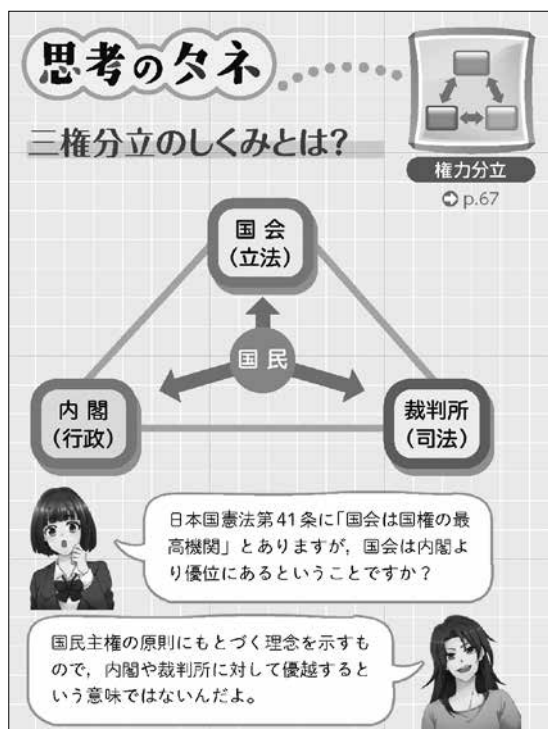 思考のタネ
三権分立のしくみとは?
権力分立
p.67
国会
(立法)
国民
内閣
(行政)
裁判所
(司法)
日本国憲法第41条に「国会は国権の最
高機関」とありますが,国会は内閣よ
り優位にあるということですか?
国民主権の原則にもとづく理念を示すも
ので,内閣や裁判所に対して優越すると
いう意味ではないんだよ。